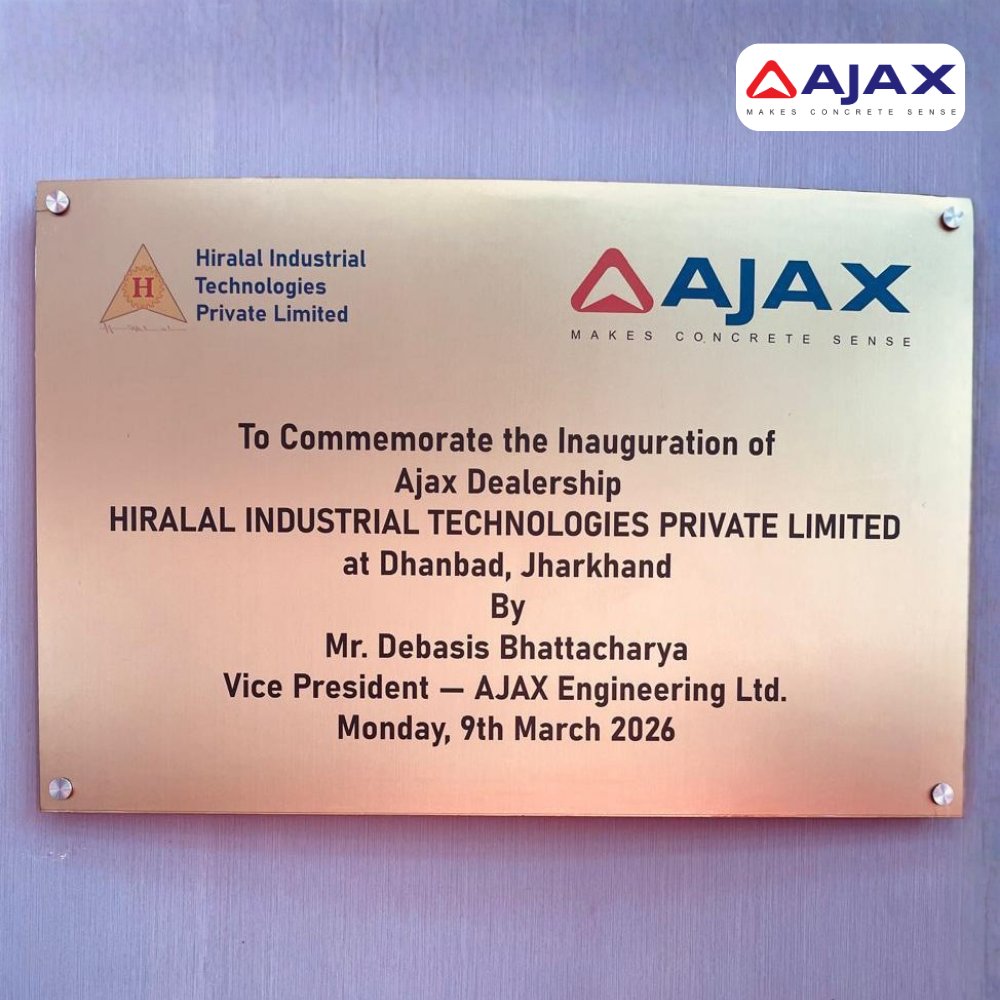 AJAX
MAKES CONCRETE SENSE
Hiralal Industrial
Technologies
Private Limited
H
AJAX
MAKES CONCRETE SENSE
To Commemorate the Inauguration of
Ajax Dealership
HIRALAL INDUSTRIAL TECHNOLOGIES PRIVATE LIMITED
at Dhanbad, Jharkhand
By
Mr. Debasis Bhattacharya
Vice President — AJAX Engineering Ltd.
Monday, 9th March 2026